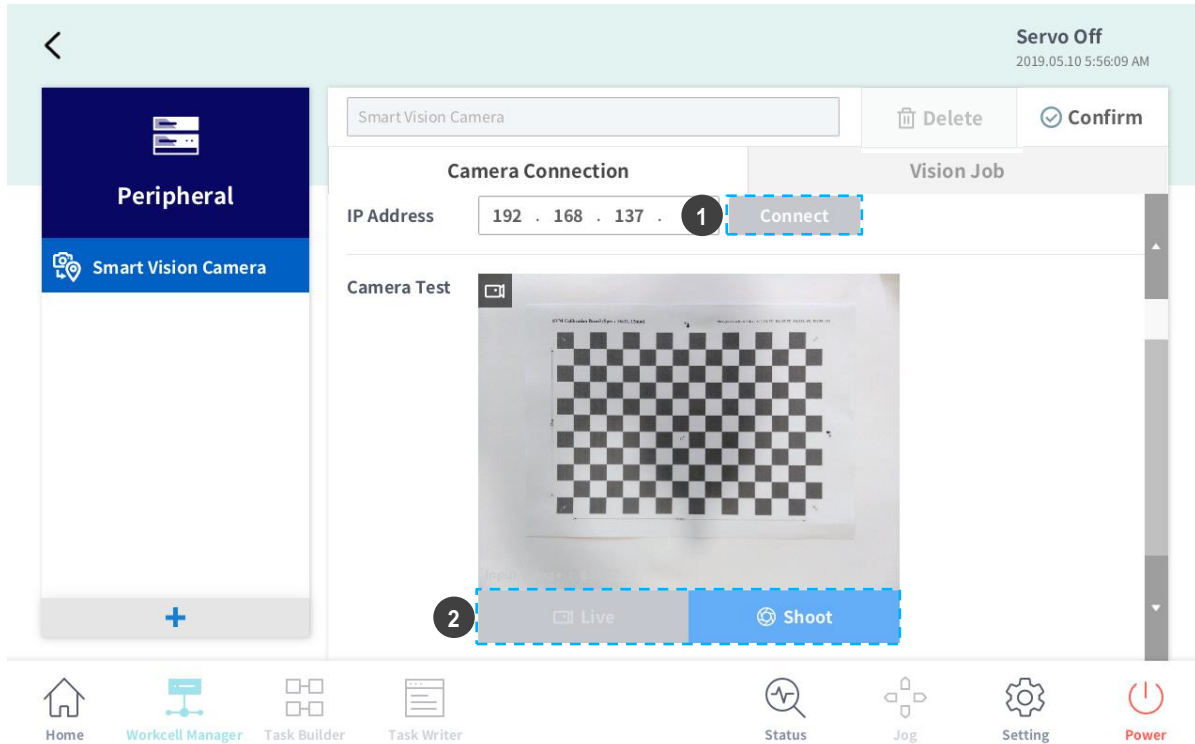 Servo Off
2019.05.10 5:56:09 AM
Peripheral
Smart Vision Camera
Smart Vision Camera
Delete
Confirm
Camera Connection
Vision Job
IP Address
192 . 168 . 137 .
1
Connect
Camera Test
2
Live
Shoot
Home
Workcell Manager
Task Builder
Task Writer
Status
Jog
Setting
Power